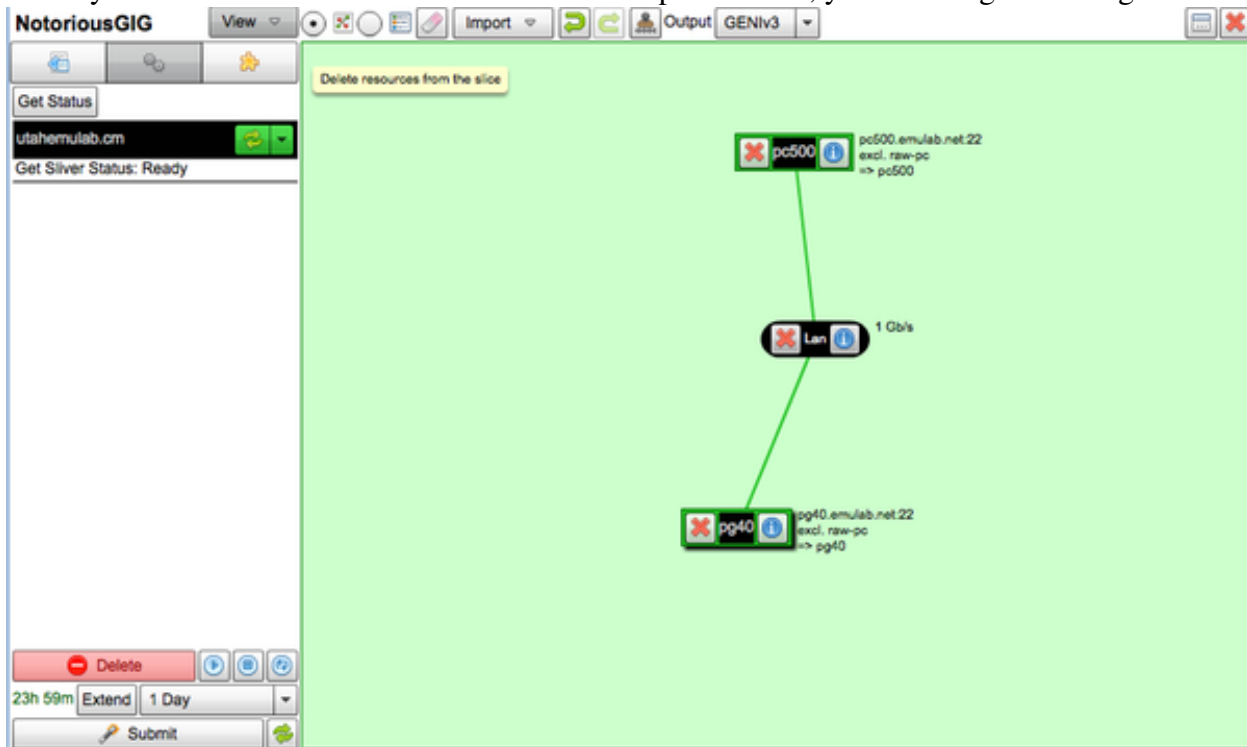 NotoriousGIG
View
Import
Output
GENIv3
Delete resources from the slice
Get Status
utahemulab.cm
Get Sliver Status: Ready
pc500
pc500.emulab.net:22
excl. raw-pc
=> pc500
Lan
1 Gb/s
pg40
pg40.emulab.net:22
excl. raw-pc
=> pg40
Delete
23h 59m
Extend
1 Day
Submit